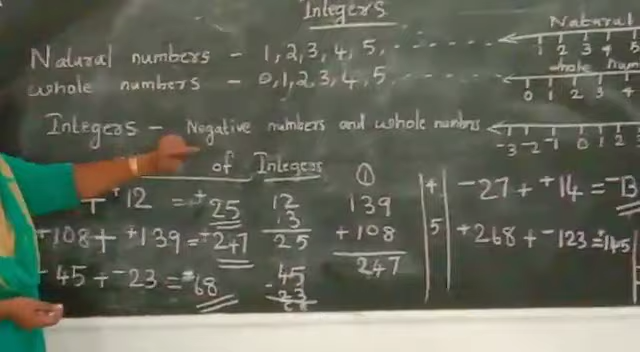 Integers
Natural numbers - 1, 2, 3, 4, 5, . . . . . .
whole numbers - 0, 1, 2, 3, 4, 5 . . . . . .
Integers - Negative numbers and whole numbers
Natural
1 2 3 4 5
whole num
0 1 2 3 4
-3 -2 -1 0 1 2
of Integers
+ +12 = +25
+108 + +139 = +247
-45 + -23 = -68
12
13
25
45
-23
68
1
139
+108
247
4
5
-27 + +14 = -13
+268 + -123 = +145